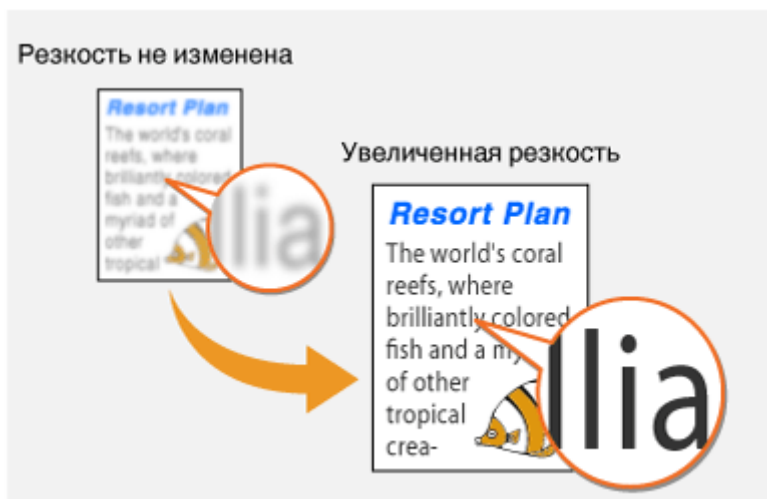 Резкость не изменена
Resort Plan
The world's coral
reefs, where
brilliantly colored
fish and a
myriad of
other
tropical
llia
Увеличенная резкость
Resort Plan
The world's coral
reefs, where
brilliantly colored
fish and a my
of other
tropical
crea-
llia